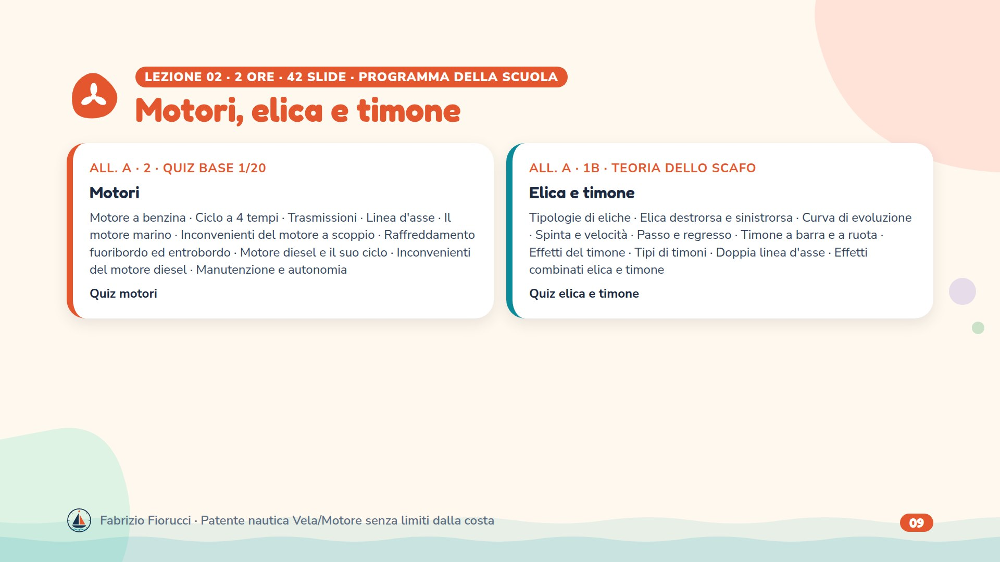 LEZIONE 02 · 2 ORE · 42 SLIDE · PROGRAMMA DELLA SCUOLA
Motori, elica e timone
ALL. A · 2 · QUIZ BASE 1/20
Motori
Motore a benzina · Ciclo a 4 tempi · Trasmissioni · Linea d'asse · Il
motore marino · Inconvenienti del motore a scoppio · Raffreddamento
fuoribordo ed entrobordo · Motore diesel e il suo ciclo · Inconvenienti
del motore diesel · Manutenzione e autonomia
Quiz motori
ALL. A · 1B · TEORIA DELLO SCAFO
Elica e timone
Tipologie di eliche · Elica destrorsa e sinistrorsa · Curva di evoluzione
· Spinta e velocità · Passo e regresso · Timone a barra e a ruota ·
Effetti del timone · Tipi di timoni · Doppia linea d'asse · Effetti
combinati elica e timone
Quiz elica e timone
Fabrizio Fiorucci · Patente nautica Vela/Motore senza limiti dalla costa
09